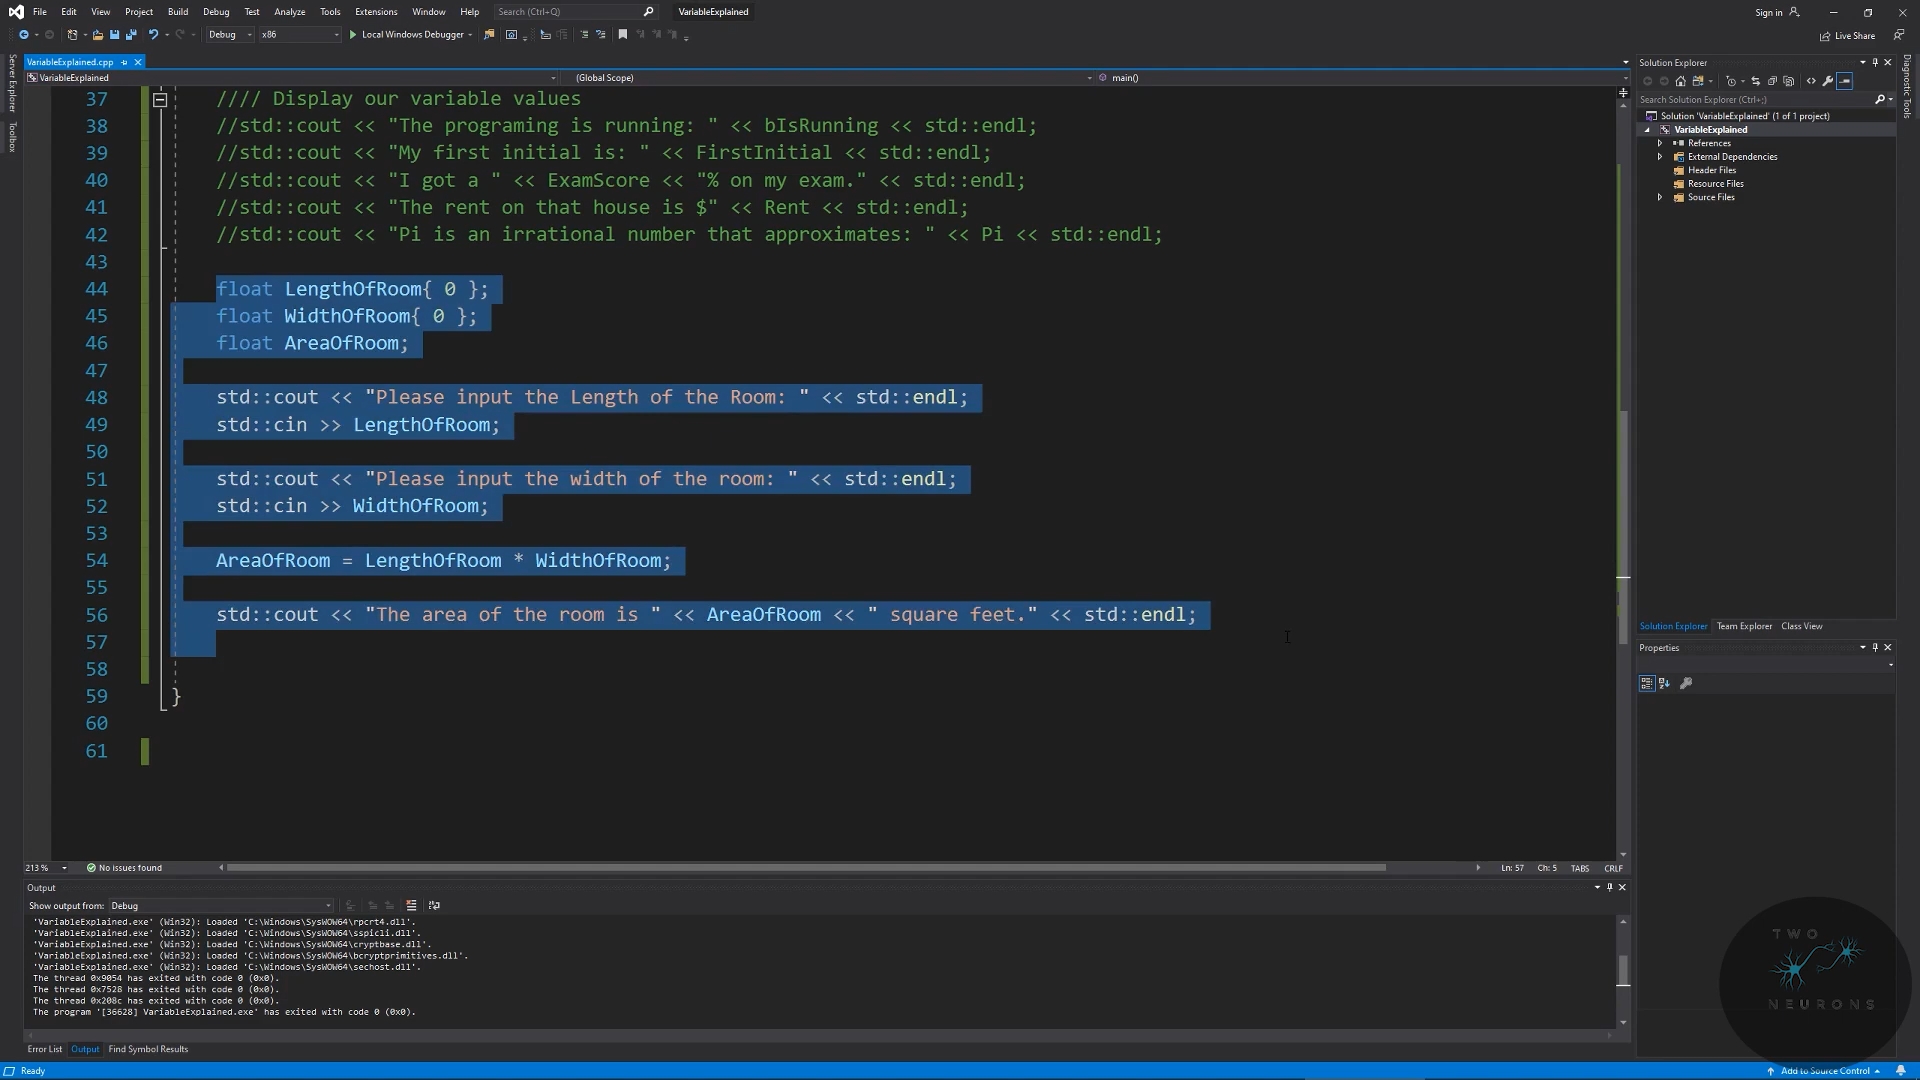 File Edit View Project Build Debug Test Analyze Tools Extensions Window Help Search (Ctrl+Q) VariableExplained Sign in
Debug x86 Local Windows Debugger Live Share
Server Explorer
Toolbox
VariableExplained.cpp
VariableExplained (Global Scope) main()
37 //// Display our variable values
38 //std::cout << "The programing is running: " << bIsRunning << std::endl;
39 //std::cout << "My first initial is: " << FirstInitial << std::endl;
40 //std::cout << "I got a " << ExamScore << "% on my exam." << std::endl;
41 //std::cout << "The rent on that house is $" << Rent << std::endl;
42 //std::cout << "Pi is an irrational number that approximates: " << Pi << std::endl;
43
44 float LengthOfRoom{ 0 };
45 float WidthOfRoom{ 0 };
46 float AreaOfRoom;
47
48 std::cout << "Please input the Length of the Room: " << std::endl;
49 std::cin >> LengthOfRoom;
50
51 std::cout << "Please input the width of the room: " << std::endl;
52 std::cin >> WidthOfRoom;
53
54 AreaOfRoom = LengthOfRoom * WidthOfRoom;
55
56 std::cout << "The area of the room is " << AreaOfRoom << " square feet." << std::endl;
57
58
59 }
60
61
213 % No issues found Ln: 57 Ch: 5 TABS CRLF
Output
Show output from: Debug
'VariableExplained.exe' (Win32): Loaded 'C:\Windows\SysWOW64\rpcrt4.dll'.
'VariableExplained.exe' (Win32): Loaded 'C:\Windows\SysWOW64\sspicli.dll'.
'VariableExplained.exe' (Win32): Loaded 'C:\Windows\SysWOW64\cryptbase.dll'.
'VariableExplained.exe' (Win32): Loaded 'C:\Windows\SysWOW64\bcryptprimitives.dll'.
'VariableExplained.exe' (Win32): Loaded 'C:\Windows\SysWOW64\sechost.dll'.
The thread 0x9054 has exited with code 0 (0x0).
The thread 0x7528 has exited with code 0 (0x0).
The thread 0x208c has exited with code 0 (0x0).
The program '[36628] VariableExplained.exe' has exited with code 0 (0x0).
Error List Output Find Symbol Results
Ready Add to Source Control
Solution Explorer
Search Solution Explorer (Ctrl+;)
Solution 'VariableExplained' (1 of 1 project)
VariableExplained
References
External Dependencies
Header Files
Resource Files
Source Files
Solution Explorer Team Explorer Class View
Properties
Diagnostic Tools
TWO
NEURONS